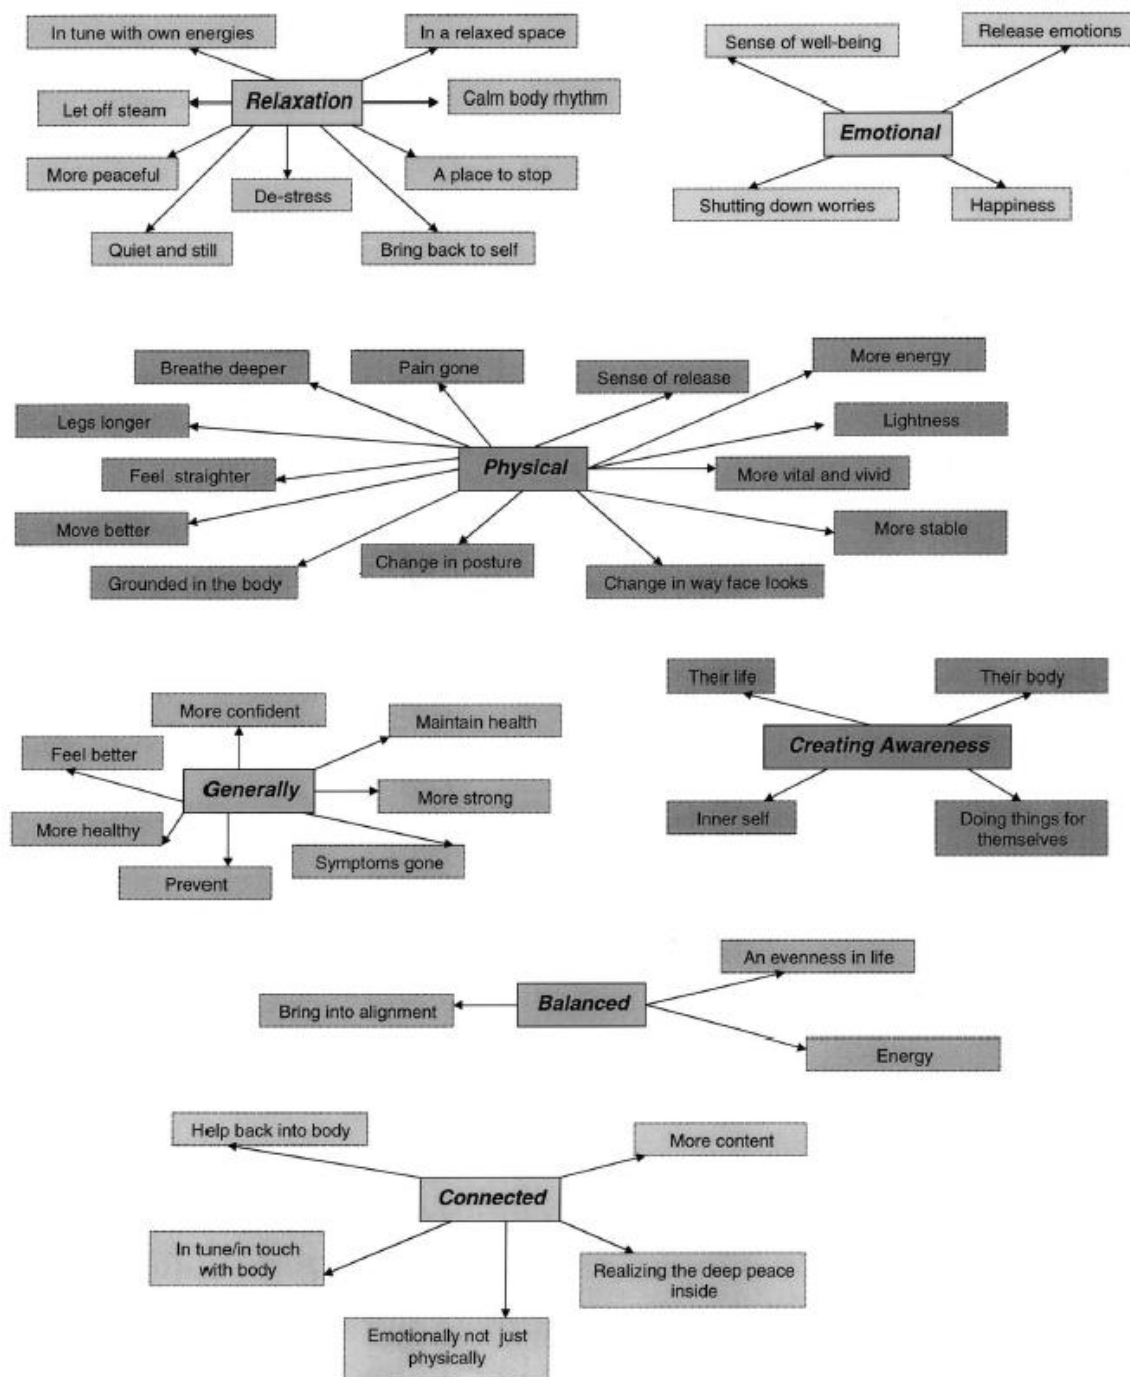 In tune with own energies
In a relaxed space
Relaxation
Let off steam
Calm body rhythm
More peaceful
De-stress
A place to stop
Quiet and still
Bring back to self
Sense of well-being
Release emotions
Emotional
Shutting down worries
Happiness
Breathe deeper
Pain gone
Sense of release
More energy
Legs longer
Lightness
Physical
Feel straighter
More vital and vivid
Move better
More stable
Grounded in the body
Change in posture
Change in way face looks
More confident
Maintain health
Feel better
Generally
More strong
More healthy
Symptoms gone
Prevent
Their life
Their body
Creating Awareness
Inner self
Doing things for
themselves
An evenness in life
Bring into alignment
Balanced
Energy
Help back into body
More content
Connected
In tune/in touch
with body
Realizing the deep peace
inside
Emotionally not just
physically